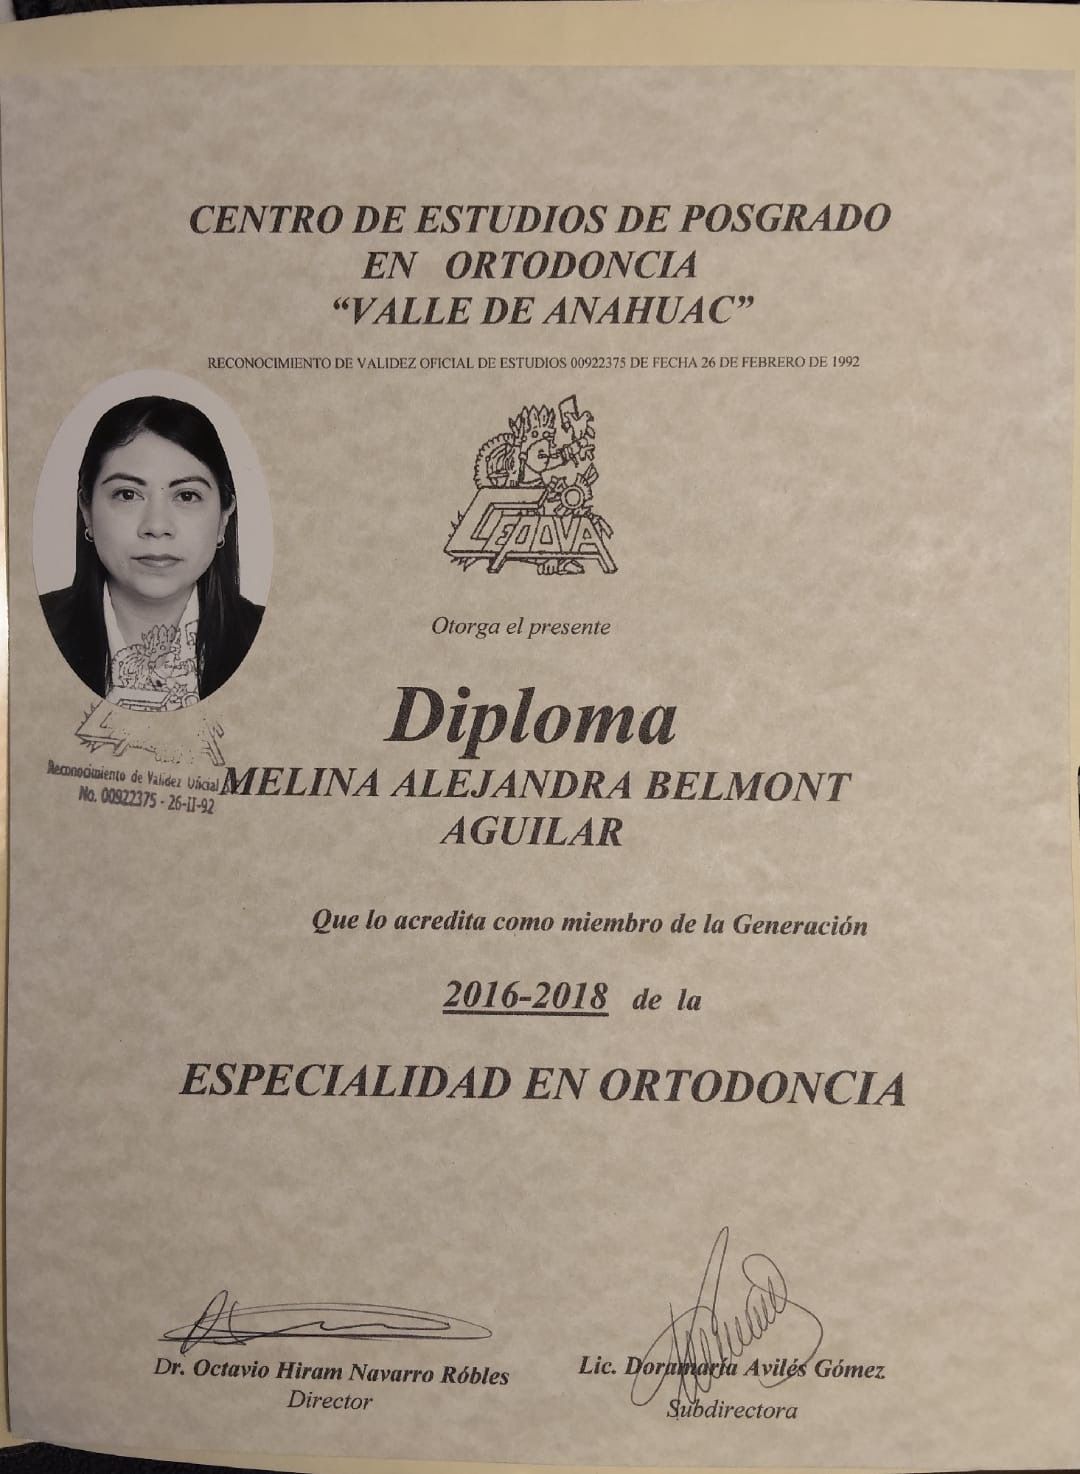 CENTRO DE ESTUDIOS DE POSGRADO
EN ORTODONCIA
“VALLE DE ANAHUAC”
RECONOCIMIENTO DE VALIDEZ OFICIAL DE ESTUDIOS 00922375 DE FECHA 26 DE FEBRERO DE 1992
CEPOVA
Otorga el presente
Diploma
Reconocimiento de Validez Oficial
No. 00922375 - 26-II-92
MELINA ALEJANDRA BELMONT
AGUILAR
Que lo acredita como miembro de la Generación
2016-2018 de la
ESPECIALIDAD EN ORTODONCIA
Dr. Octavio Hiram Navarro Róbles
Director
Lic. Doramaría Avilés Gómez
Subdirectora